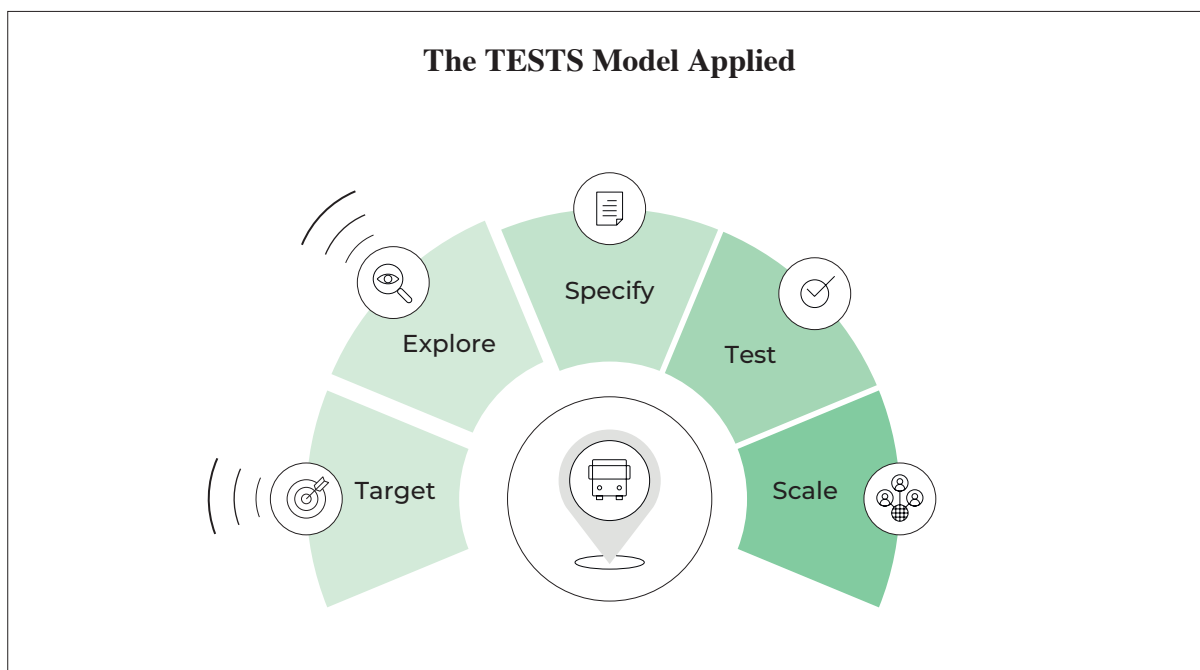 The TESTS Model Applied
Target
Explore
Specify
Test
Scale